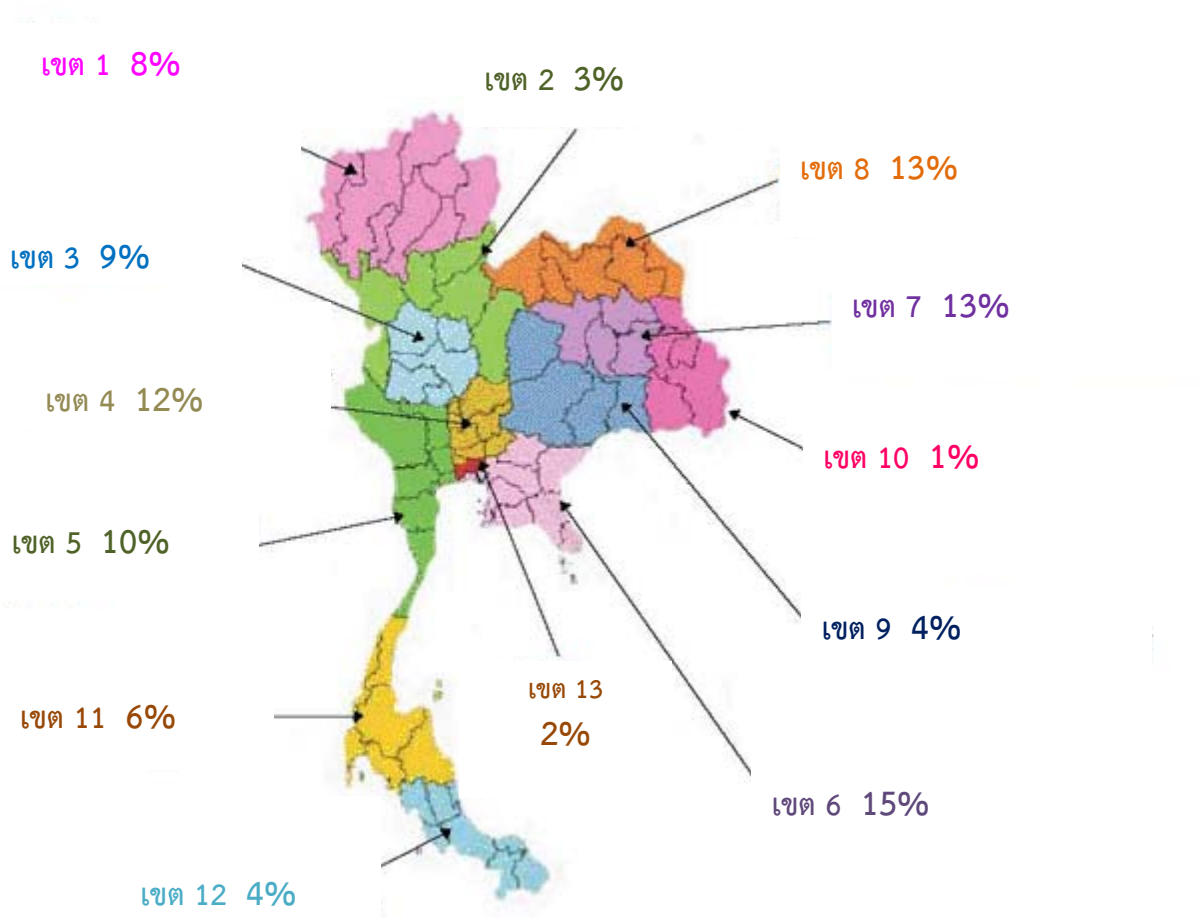 เขต 1 8%
เขต 2 3%
เขต 8 13%
เขต 3 9%
เขต 7 13%
เขต 4 12%
เขต 10 1%
เขต 5 10%
เขต 9 4%
เขต 13
2%
เขต 11 6%
เขต 6 15%
เขต 12 4%